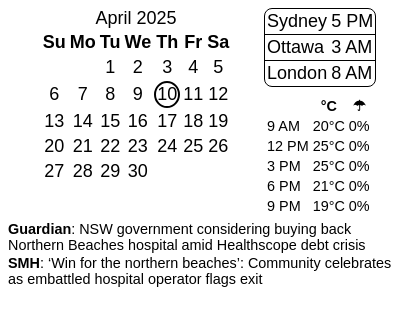 April 2025
Su Mo Tu We Th Fr Sa
1 2 3 4 5
6 7 8 9 10 11 12
13 14 15 16 17 18 19
20 21 22 23 24 25 26
27 28 29 30
Sydney 5 PM
Ottawa 3 AM
London 8 AM
°C ☂
9 AM 20°C 0%
12 PM 25°C 0%
3 PM 25°C 0%
6 PM 21°C 0%
9 PM 19°C 0%
Guardian: NSW government considering buying back
Northern Beaches hospital amid Healthscope debt crisis
SMH: ‘Win for the northern beaches’: Community celebrates
as embattled hospital operator flags exit